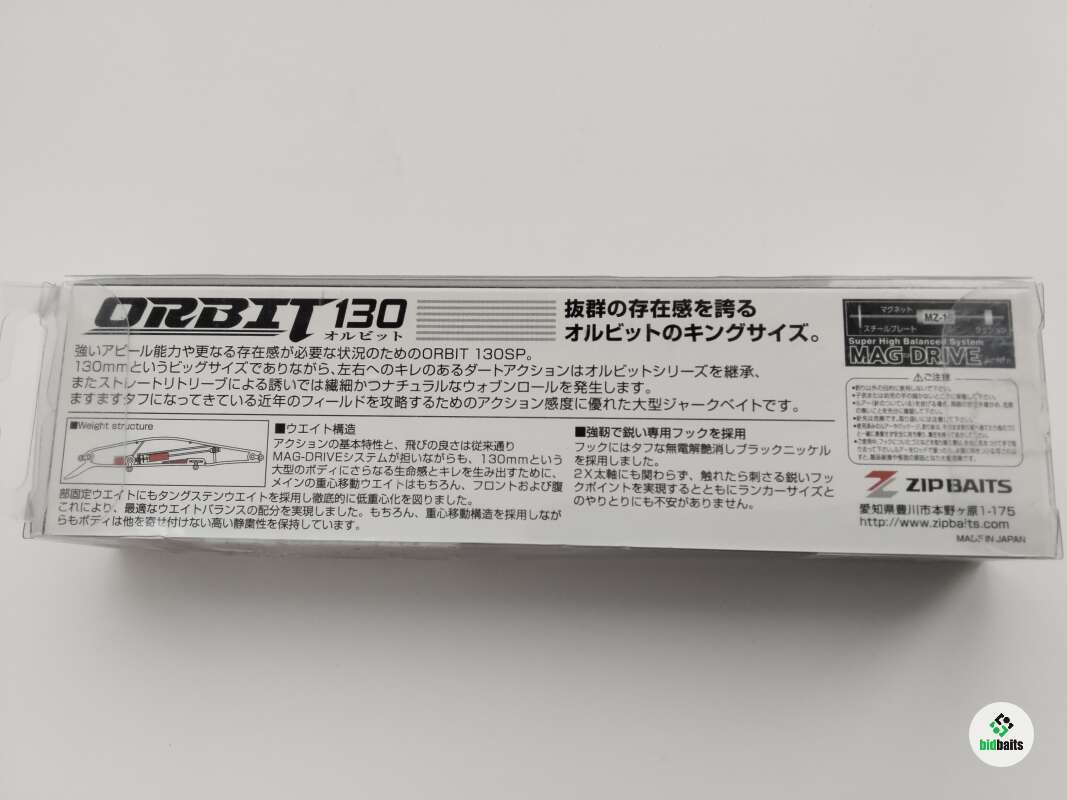 ORBIT 130
オルビット
抜群の存在感を誇る
オルビットのキングサイズ。
強いアピール能力や更なる存在感が必要な状況のためのORBIT 130SP。
130mmというビッグサイズでありながら、左右へのキレのあるダートアクションはオルビットシリーズを継承、
またストレートリトリーブによる誘いでは繊細かつナチュラルなウォブンロールを発生します。
ますますタフになってきている近年のフィールドを攻略するためのアクション感度に優れた大型ジャークベイトです。
■Weight structure
■ウエイト構造
アクションの基本特性と、飛びの良さは従来通り
MAG-DRIVEシステムが担いながらも、130mmという
大型のボディにさらなる生命感とキレを生み出すために、
メインの重心移動ウエイトはもちろん、フロントおよび腹
部固定ウエイトにもタングステンウエイトを採用し徹底的に低重心化を図りました。
これにより、最適なウエイトバランスの配分を実現しました。もちろん、重心移動構造を採用しなが
らもボディは他を寄せ付けない高い静粛性を保持しています。
■強靭で鋭い専用フックを採用
フックにはタフな無電解艶消しブラックニッケル
を採用しました。
2X太軸にも関わらず、触れたら刺さる鋭いフッ
クポイントを実現するとともにランカーサイズと
のやりとりにも不安がありません。
マグネット
MZ-1
スチールプレート
Super High Balanced System
MAG-DRIVE
⚠ご注意
ZIPBAITS
愛知県豊川市本野ヶ原1-175
http://www.zipbaits.com
MADE IN JAPAN
bidbaits